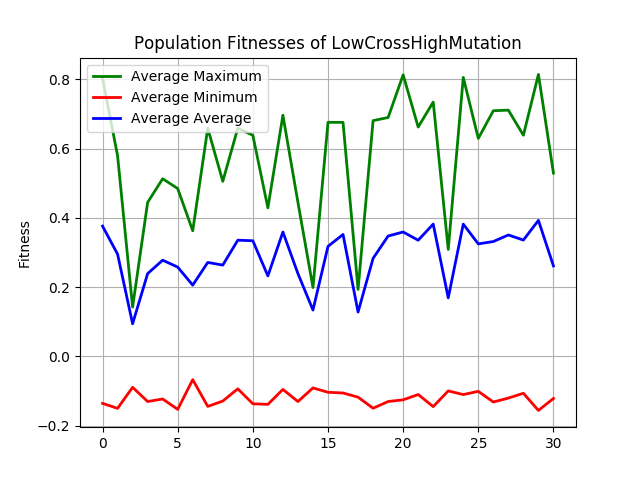 Population Fitnesses of LowCrossHighMutation
Average Maximum
Average Minimum
Average Average
Fitness
0.8
0.6
0.4
0.2
0.0
−0.2
0 5 10 15 20 25 30